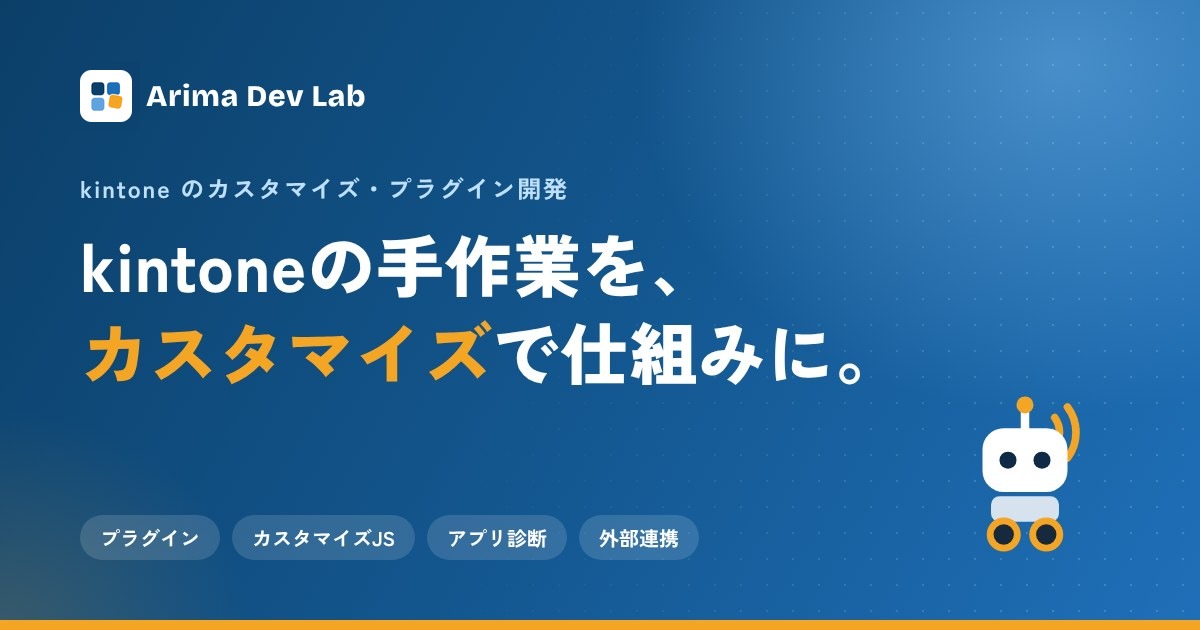 Arima Dev Lab
kintone のカスタマイズ・プラグイン開発
kintoneの手作業を、
カスタマイズで仕組みに。
プラグイン
カスタマイズJS
アプリ診断
外部連携